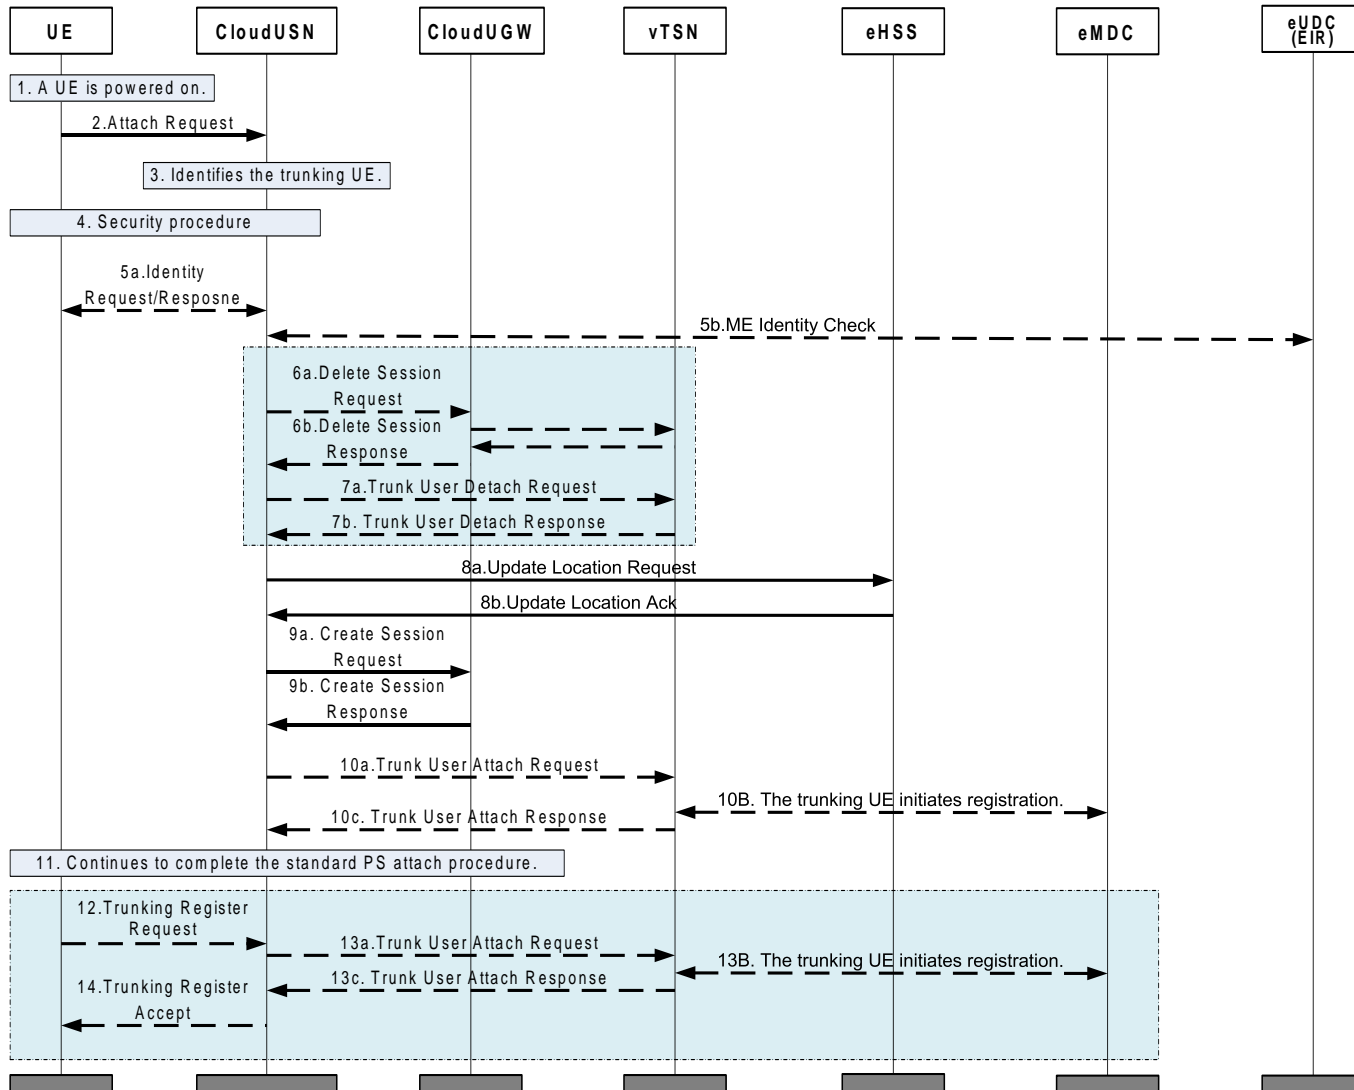 UE
CloudUSN
CloudUGW
vTSN
eHSS
eMDC
eUDC
(EIR)
1. A UE is powered on.
2.Attach Request
3. Identifies the trunking UE.
4. Security procedure
5a.Identity
Request/Resposne
5b.ME Identity Check
6a.Delete Session
Request
6b.Delete Session
Response
7a.Trunk User Detach Request
7b. Trunk User Detach Response
8a.Update Location Request
8b.Update Location Ack
9a. Create Session
Request
9b. Create Session
Response
10a.Trunk User Attach Request
10B. The trunking UE initiates registration.
10c. Trunk User Attach Response
11. Continues to complete the standard PS attach procedure.
12.Trunking Register
Request
13a.Trunk User Attach Request
13B. The trunking UE initiates registration.
13c. Trunk User Attach Response
14.Trunking Register
Accept